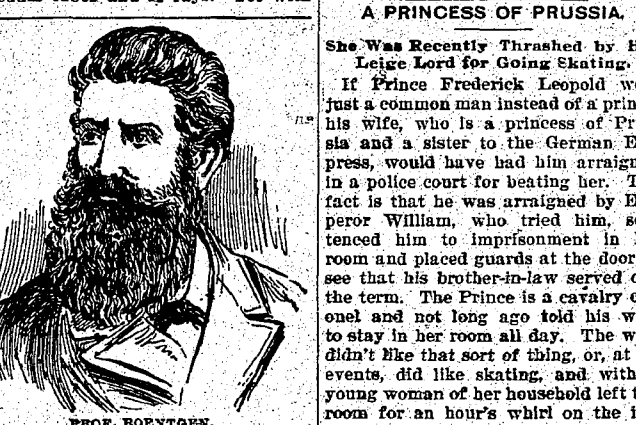 PROF. ROENTGEN.
A PRINCESS OF PRUSSIA.
She Was Recently Thrashed by
Leige Lord for Going Skating.
If Prince Frederick Leopold
just a common man instead of a
his wife, who is a princess of
sia and a sister to the German
press, would have had him
in a police court for beating her.
fact is that he was arraigned by
peror William, who tried him,
tenced him to imprisonment in
room and placed guards at the door
see that his brother-in-law served
the term. The Prince is a cavalry
onel and not long ago told his
to stay in her room all day. The
didn't like that sort of thing, or, at
events, did like skating, and
young woman of her household left
room for an hour's whirl on the